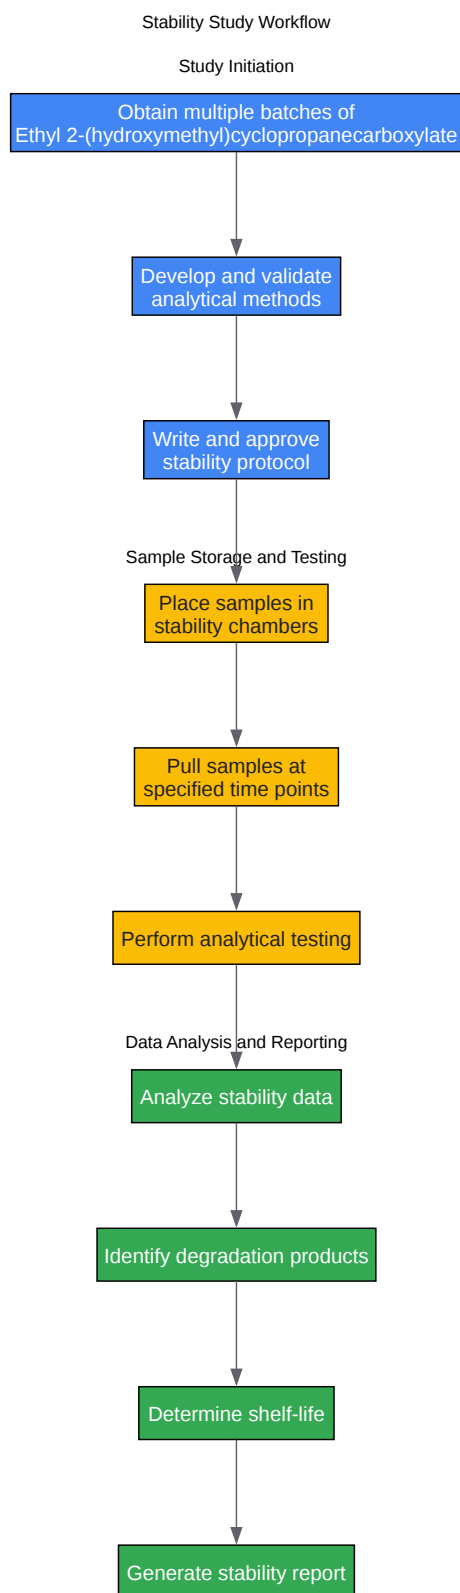 Stability Study Workflow
Study Initiation
Obtain multiple batches of
Ethyl 2-(hydroxymethyl)cyclopropanecarboxylate
Develop and validate
analytical methods
Write and approve
stability protocol
Sample Storage and Testing
Place samples in
stability chambers
Pull samples at
specified time points
Perform analytical testing
Data Analysis and Reporting
Analyze stability data
Identify degradation products
Determine shelf-life
Generate stability report